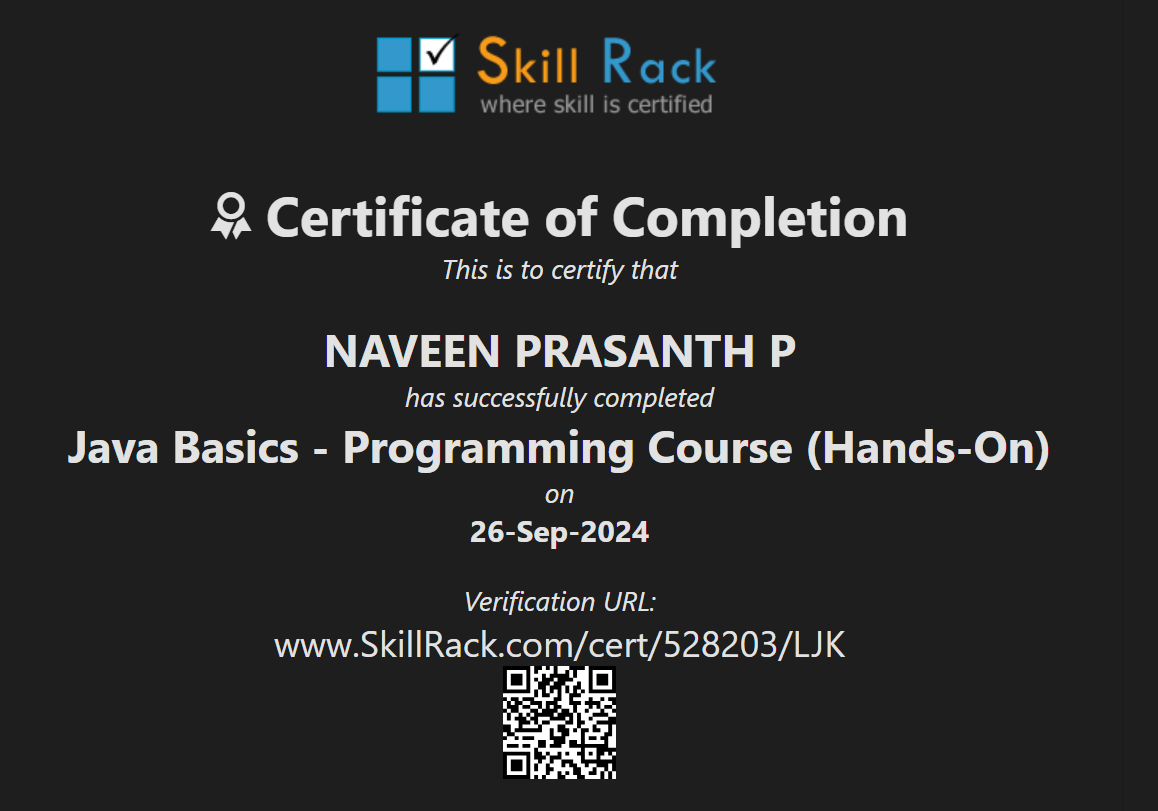 Skill Rack
where skill is certified
Certificate of Completion
This is to certify that
NAVEEN PRASANTH P
has successfully completed
Java Basics - Programming Course (Hands-On)
on
26-Sep-2024
Verification URL:
www.SkillRack.com/cert/528203/LJK